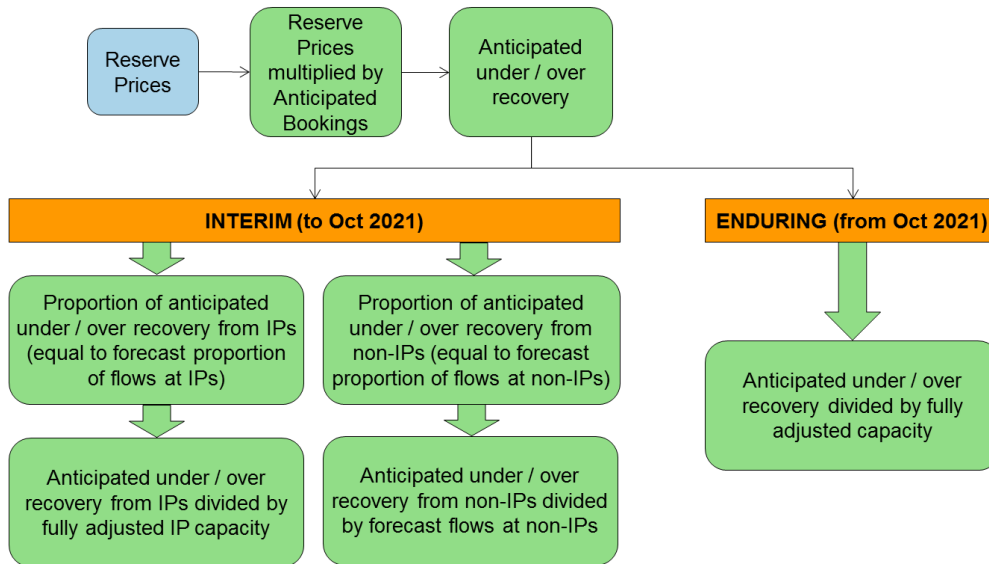 Reserve
Prices
Reserve
Prices
multiplied by
Anticipated
Bookings
Anticipated
under / over
recovery
INTERIM (to Oct 2021)
ENDURING (from Oct 2021)
Proportion of anticipated
under / over recovery from IPs
(equal to forecast proportion
of flows at IPs)
Proportion of anticipated
under / over recovery from
non-IPs (equal to forecast
proportion of flows at non-IPs)
Anticipated under / over
recovery divided by fully
adjusted capacity
Anticipated under / over
recovery from IPs divided by
fully adjusted IP capacity
Anticipated under / over
recovery from non-IPs divided
by forecast flows at non-IPs